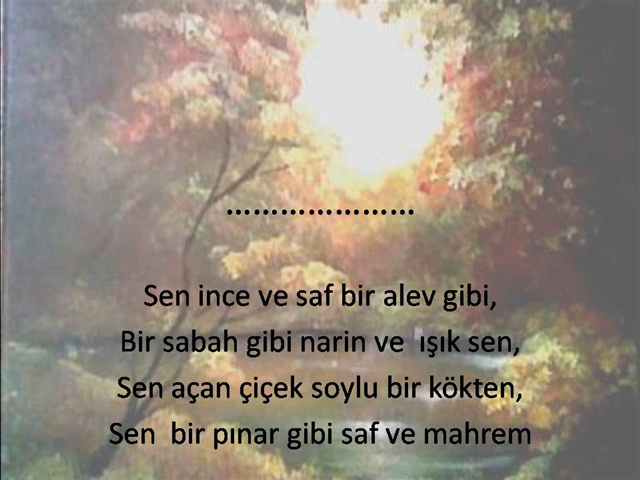 .....................
Sen ince ve saf bir alev gibi,
Bir sabah gibi narin ve ışık sen,
Sen açan çiçek soylu bir kökten,
Sen bir pınar gibi saf ve mahrem